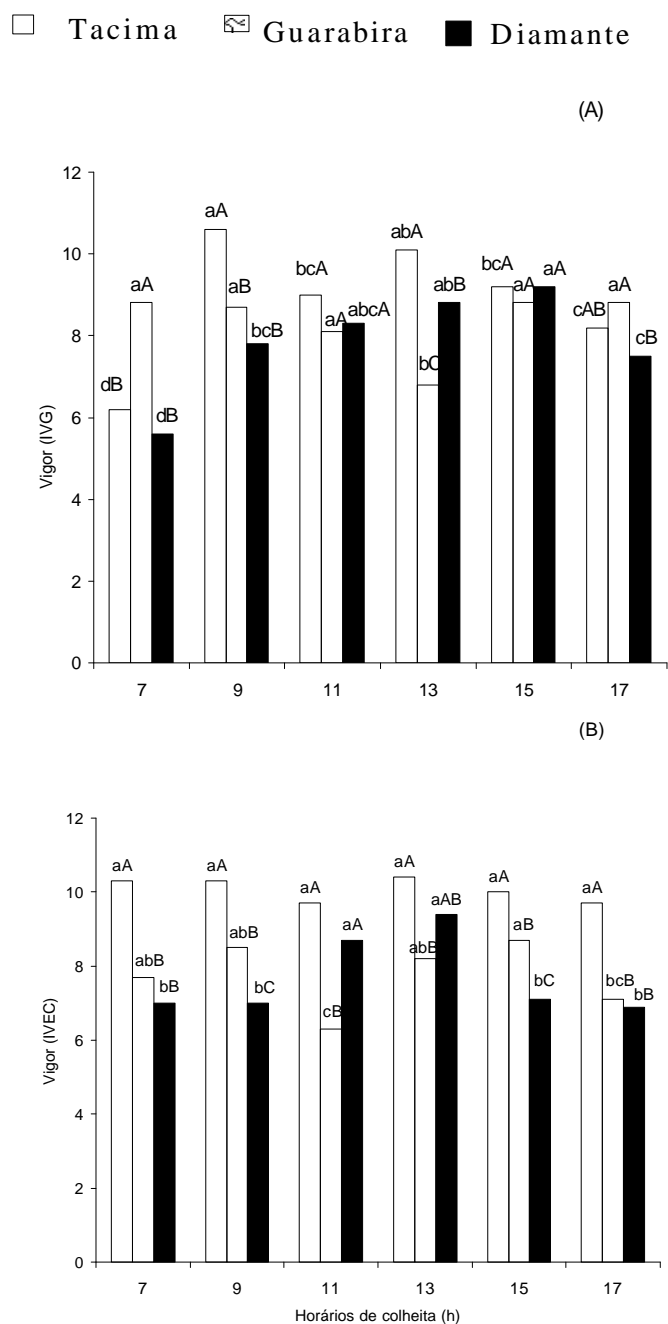 Tacima Guarabira Diamante
(A)
12
10
8
6
4
2
0
Vigor (IVG)
dB aA dB
aA aB bcB
bcA aA abcA
abA bC abB
bcA aA aA
cAB aA cB
7 9 11 13 15 17
(B)
12
10
8
6
4
2
0
Vigor (IVEC)
aA abB bB
aA abB bC
aA cB aA
aA abB aAB
aA aB bC
aA bcB bB
7 9 11 13 15 17
Horários de colheita (h)